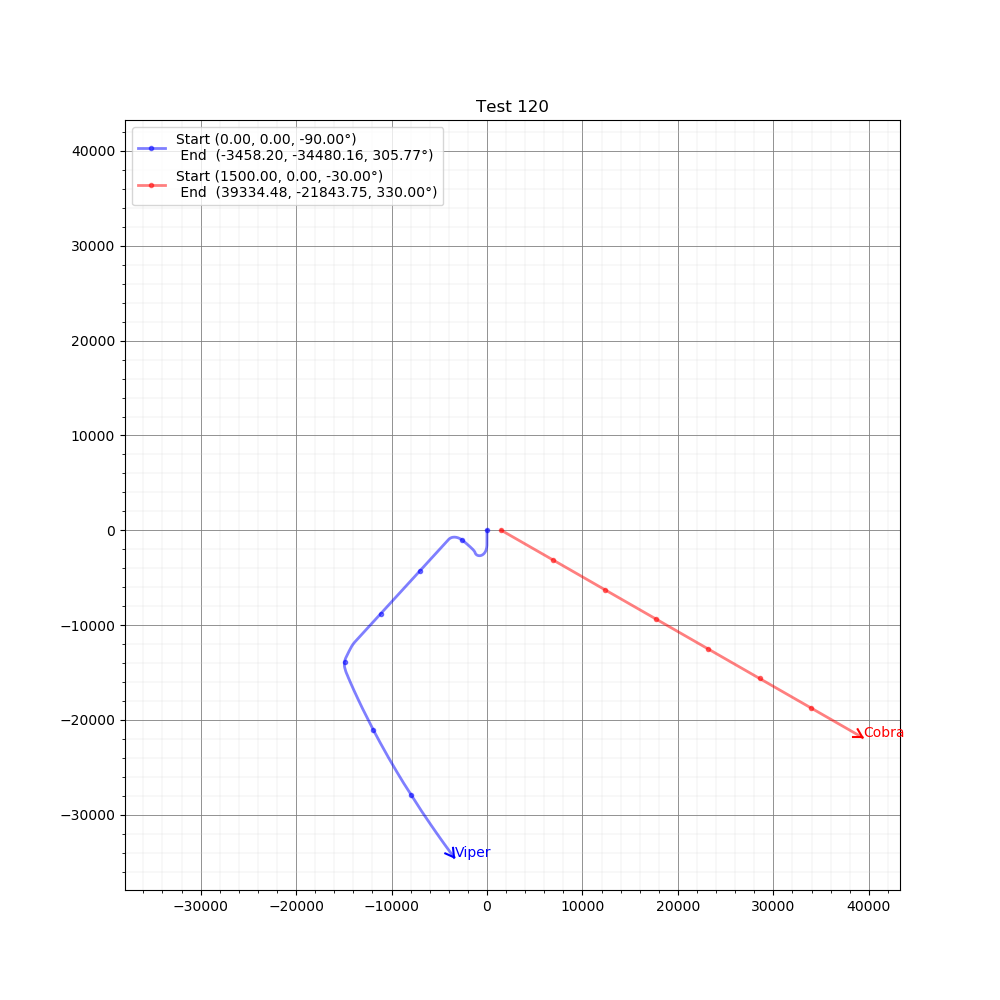 Test 120
Start (0.00, 0.00, -90.00°)
End (-3458.20, -34480.16, 305.77°)
Start (1500.00, 0.00, -30.00°)
End (39334.48, -21843.75, 330.00°)
40000
30000
20000
10000
0
−10000
−20000
−30000
Cobra
Viper
−30000 −20000 −10000 0 10000 20000 30000 40000